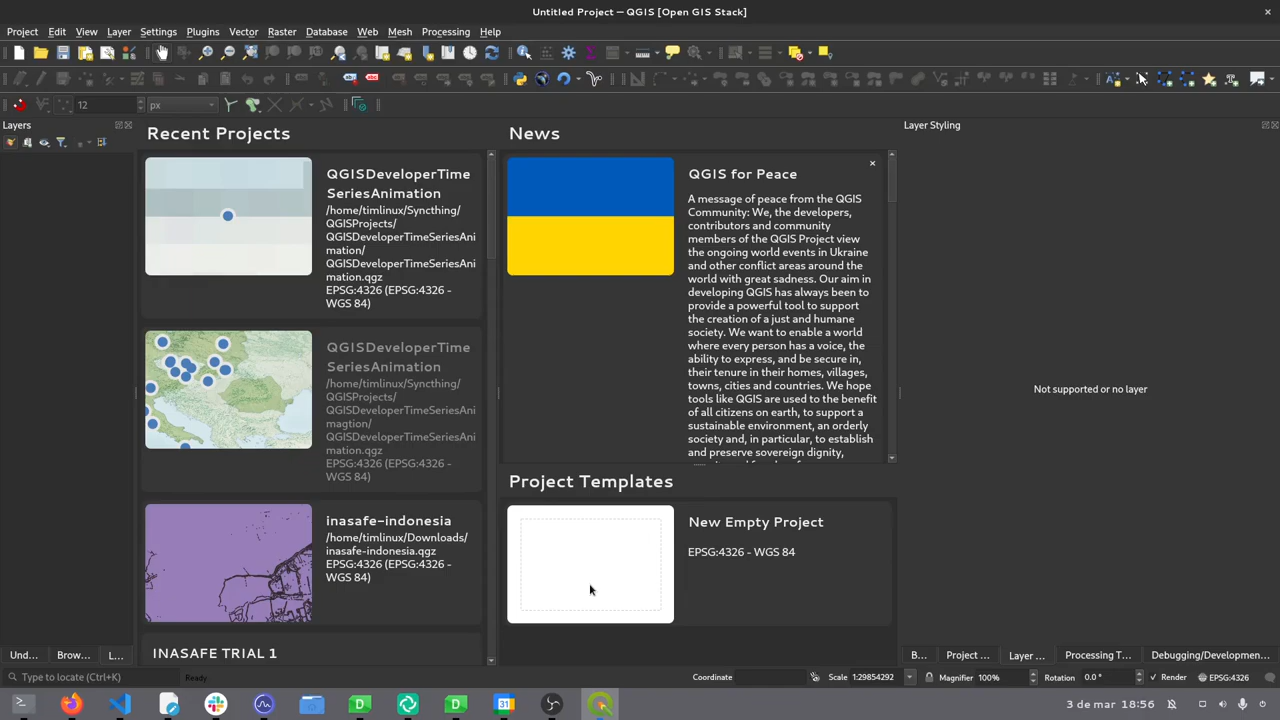 Untitled Project — QGIS [Open GIS Stack]
Project Edit View Layer Settings Plugins Vector Raster Database Web Mesh Processing Help
12 px
Layers
Recent Projects
QGISDeveloperTime
SeriesAnimation
/home/timlinux/Syncthing/
QGISProjects/
QGISDeveloperTimeSeriesAni
mation/
QGISDeveloperTimeSeriesAni
mation.qgz
EPSG:4326 (EPSG:4326 -
WGS 84)
QGISDeveloperTime
SeriesAnimation
/home/timlinux/Syncthing/
QGISProjects/
QGISDeveloperTimeSeriesAni
magtion/
QGISDeveloperTimeSeriesAni
mation.qgz
EPSG:4326 (EPSG:4326 -
WGS 84)
inasafe-indonesia
/home/timlinux/Downloads/
inasafe-indonesia.qgz
EPSG:4326 (EPSG:4326 -
WGS 84)
INASAFE TRIAL 1
News
QGIS for Peace
A message of peace from the QGIS
Community: We, the developers,
contributors and community
members of the QGIS Project view
the ongoing world events in Ukraine
and other conflict areas around the
world with great sadness. Our aim in
developing QGIS has always been to
provide a powerful tool to support
the creation of a just and humane
society. We want to enable a world
where every person has a voice, the
ability to express, and be secure in,
their tenure in their homes, villages,
towns, cities and countries. We hope
tools like QGIS are used to the benefit
of all citizens on earth, to support a
sustainable environment, an orderly
society and, in particular, to establish
and preserve sovereign dignity,
Project Templates
New Empty Project
EPSG:4326 - WGS 84
Layer Styling
Not supported or no layer
Und... Brow... L...
B... Project ... Layer ... Processing T... Debugging/Developmen...
Type to locate (Ctrl+K) Ready Coordinate Scale 1:29854292 Magnifier 100% Rotation 0.0 ° Render EPSG:4326
31
3 de mar 18:56